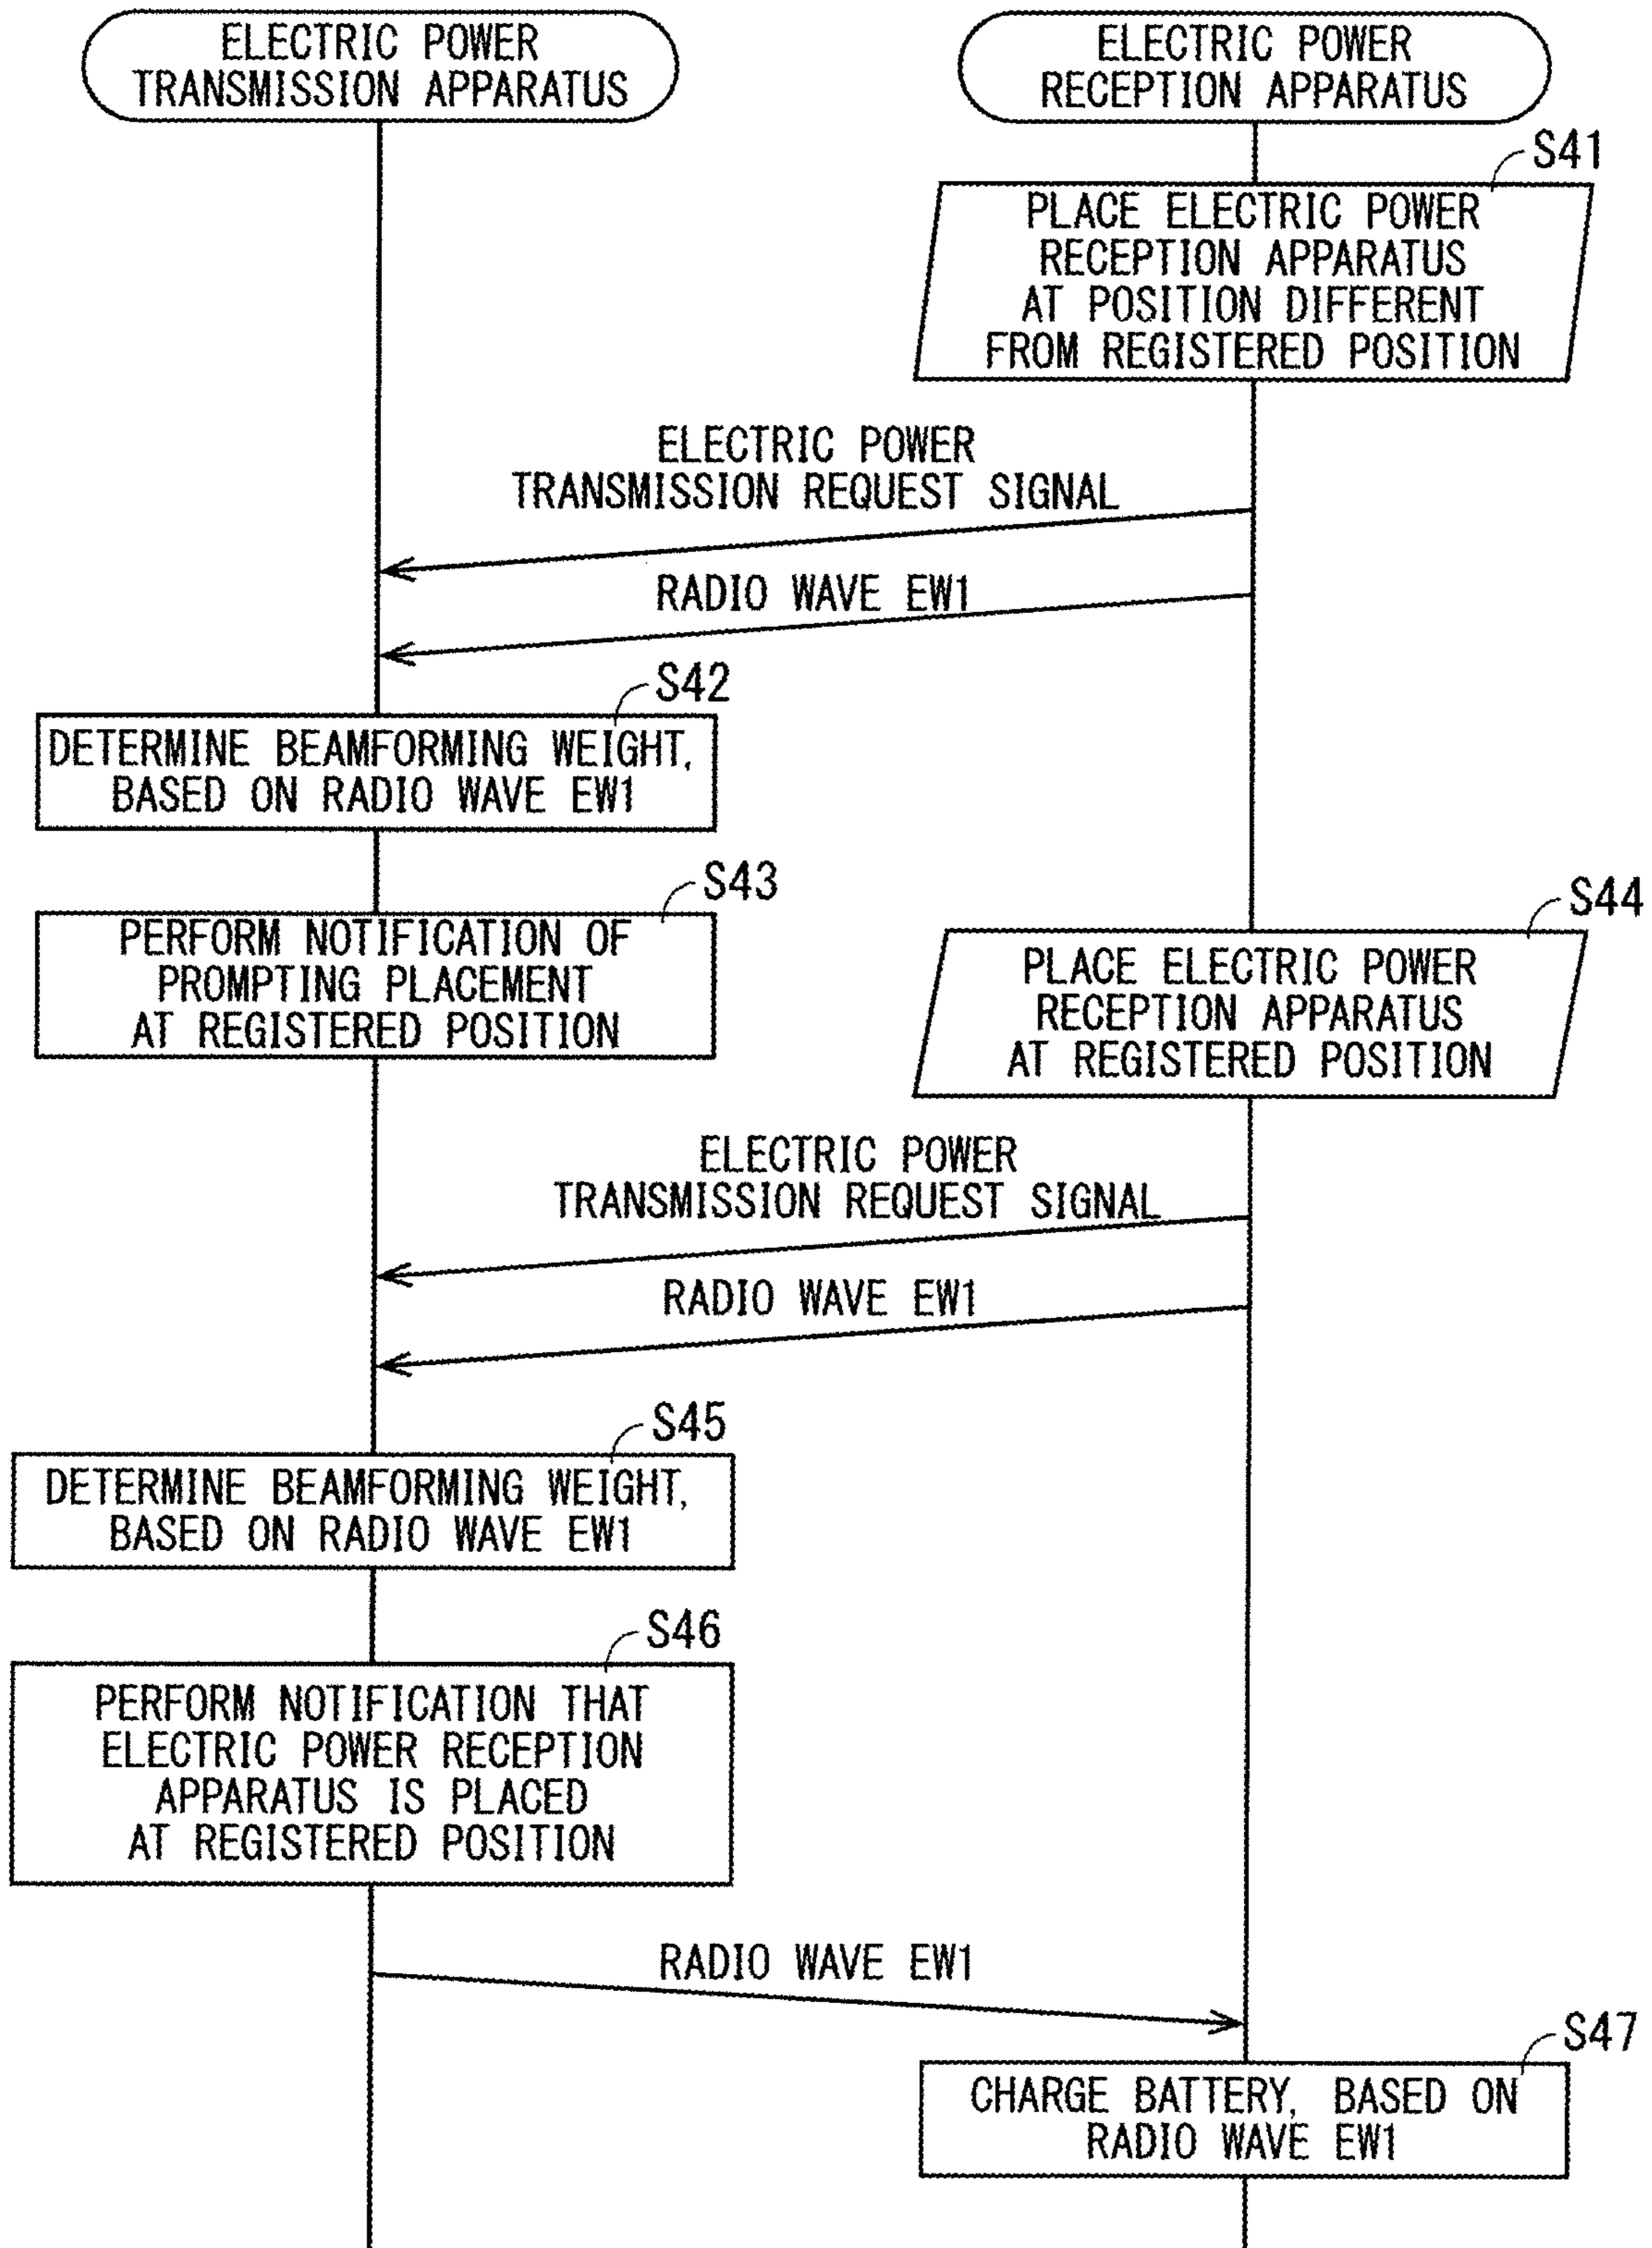 ELECTRIC POWER
TRANSMISSION APPARATUS
ELECTRIC POWER
RECEPTION APPARATUS
S41
PLACE ELECTRIC POWER
RECEPTION APPARATUS
AT POSITION DIFFERENT
FROM REGISTERED POSITION
ELECTRIC POWER
TRANSMISSION REQUEST SIGNAL
RADIO WAVE EW1
S42
DETERMINE BEAMFORMING WEIGHT,
BASED ON RADIO WAVE EW1
S43
PERFORM NOTIFICATION OF
PROMPTING PLACEMENT
AT REGISTERED POSITION
S44
PLACE ELECTRIC POWER
RECEPTION APPARATUS
AT REGISTERED POSITION
ELECTRIC POWER
TRANSMISSION REQUEST SIGNAL
RADIO WAVE EW1
S45
DETERMINE BEAMFORMING WEIGHT,
BASED ON RADIO WAVE EW1
S46
PERFORM NOTIFICATION THAT
ELECTRIC POWER RECEPTION
APPARATUS IS PLACED
AT REGISTERED POSITION
RADIO WAVE EW1
S47
CHARGE BATTERY, BASED ON
RADIO WAVE EW1